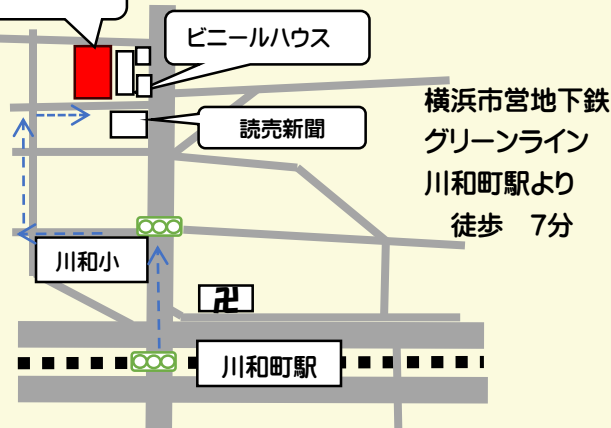 ビニールハウス
読売新聞
横浜市営地下鉄
グリーンライン
川和町駅より
徒歩　7分
川和小
卍
川和町駅